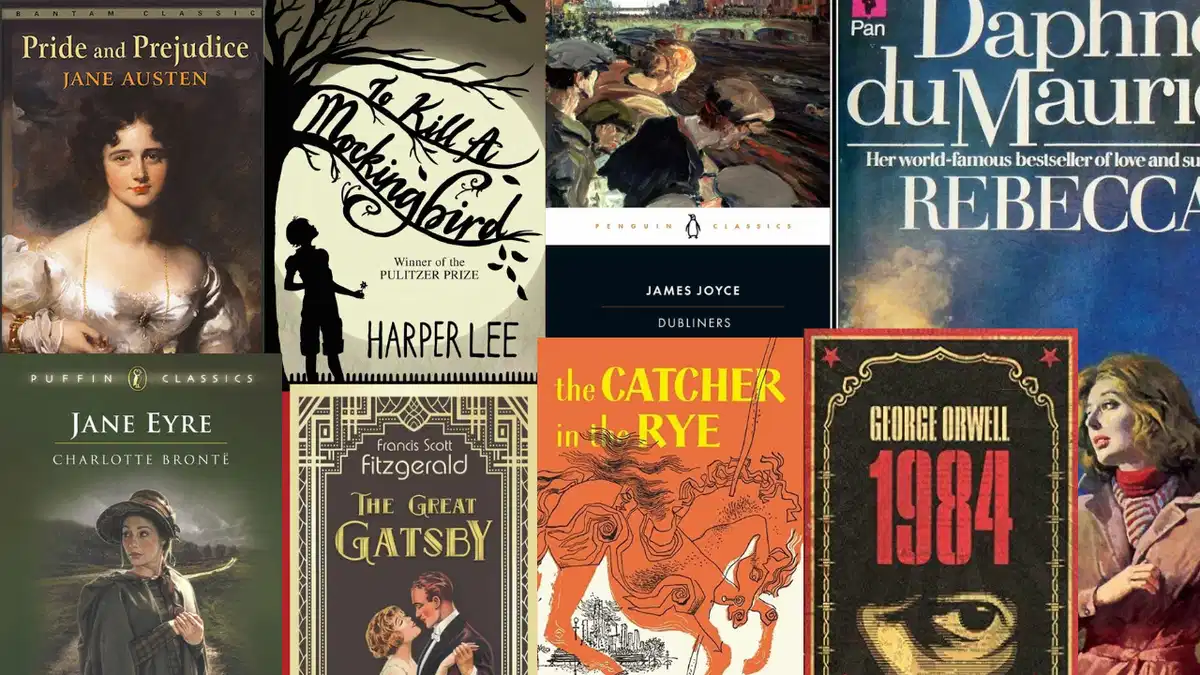 BANTAM CLASSIC
Pride and Prejudice
JANE AUSTEN
To Kill A
Mockingbird
Winner of the
PULITZER PRIZE
HARPER LEE
PENGUIN CLASSICS
JAMES JOYCE
DUBLINERS
Pan
Daphne
du Mauri
Her world-famous bestseller of love and su
REBECCA
PUFFIN CLASSICS
JANE EYRE
CHARLOTTE BRONTË
Francis Scott
Fitzgerald
THE GREAT
GATSBY
the CATCHER
in the RYE
GEORGE ORWELL
1984